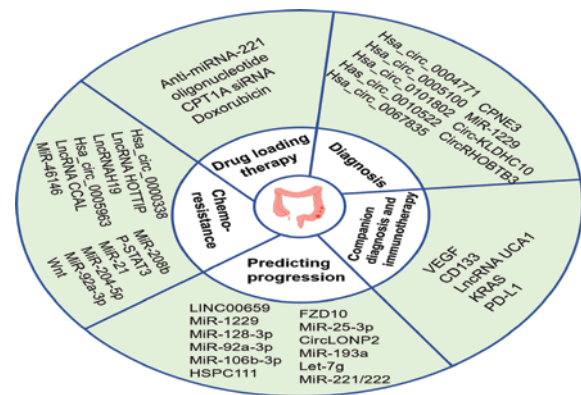 Anti-miRNA-221
oligonucleotide
CPT1A siRNA
Doxorubicin
Hsa_circ_0004771
Hsa_circ_0005100
Hsa_circ_0101802
Has_circ_0010522
Hsa_circ_0067835
CPNE3
MiR-1229
Circ-KLDHC10
CircRHOBTB3
Drug loading
therapy
Diagnosis
Chemo-
resistance
Companion
diagnosis and
immunotherapy
Predicting
progression
Hsa_circ_0000338
LncRNA HOTTIP
LncRNAH19
Hsa_circ_0005963
LncRNA CCAL
MiR-46146
MiR-208b
P-STAT3
MiR-21
MiR-204-5p
MiR-92a-3p
Wnt
VEGF
CD133
LncRNA UCA1
KRAS
PD-L1
LINC00659
MiR-1229
MiR-128-3p
MiR-92a-3p
MiR-106b-3p
HSPC111
FZD10
MiR-25-3p
CircLONP2
MiR-193a
Let-7g
MiR-221/222